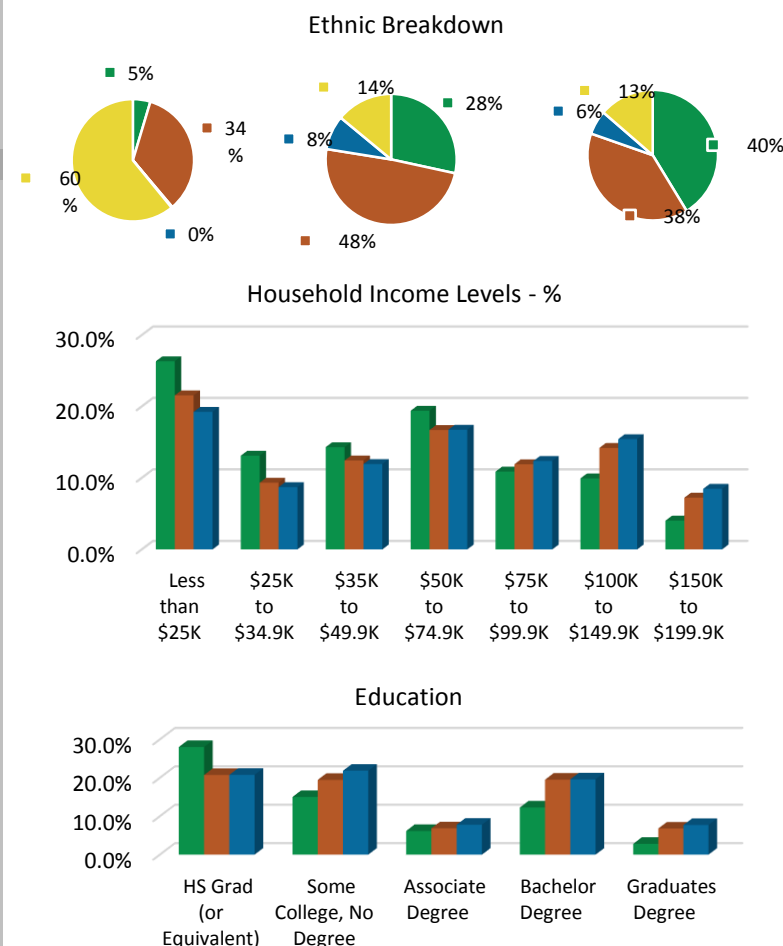 Ethnic Breakdown
5%
34
%
60
%
0%
14%
28%
8%
48%
13%
6%
40%
38%
Household Income Levels - %
30.0%
20.0%
10.0%
0.0%
Less
than
$25K
$25K
to
$34.9K
$35K
to
$49.9K
$50K
to
$74.9K
$75K
to
$99.9K
$100K
to
$149.9K
$150K
to
$199.9K
Education
30.0%
20.0%
10.0%
0.0%
HS Grad
(or
Equivalent)
Some
College, No
Degree
Associate
Degree
Bachelor
Degree
Graduates
Degree